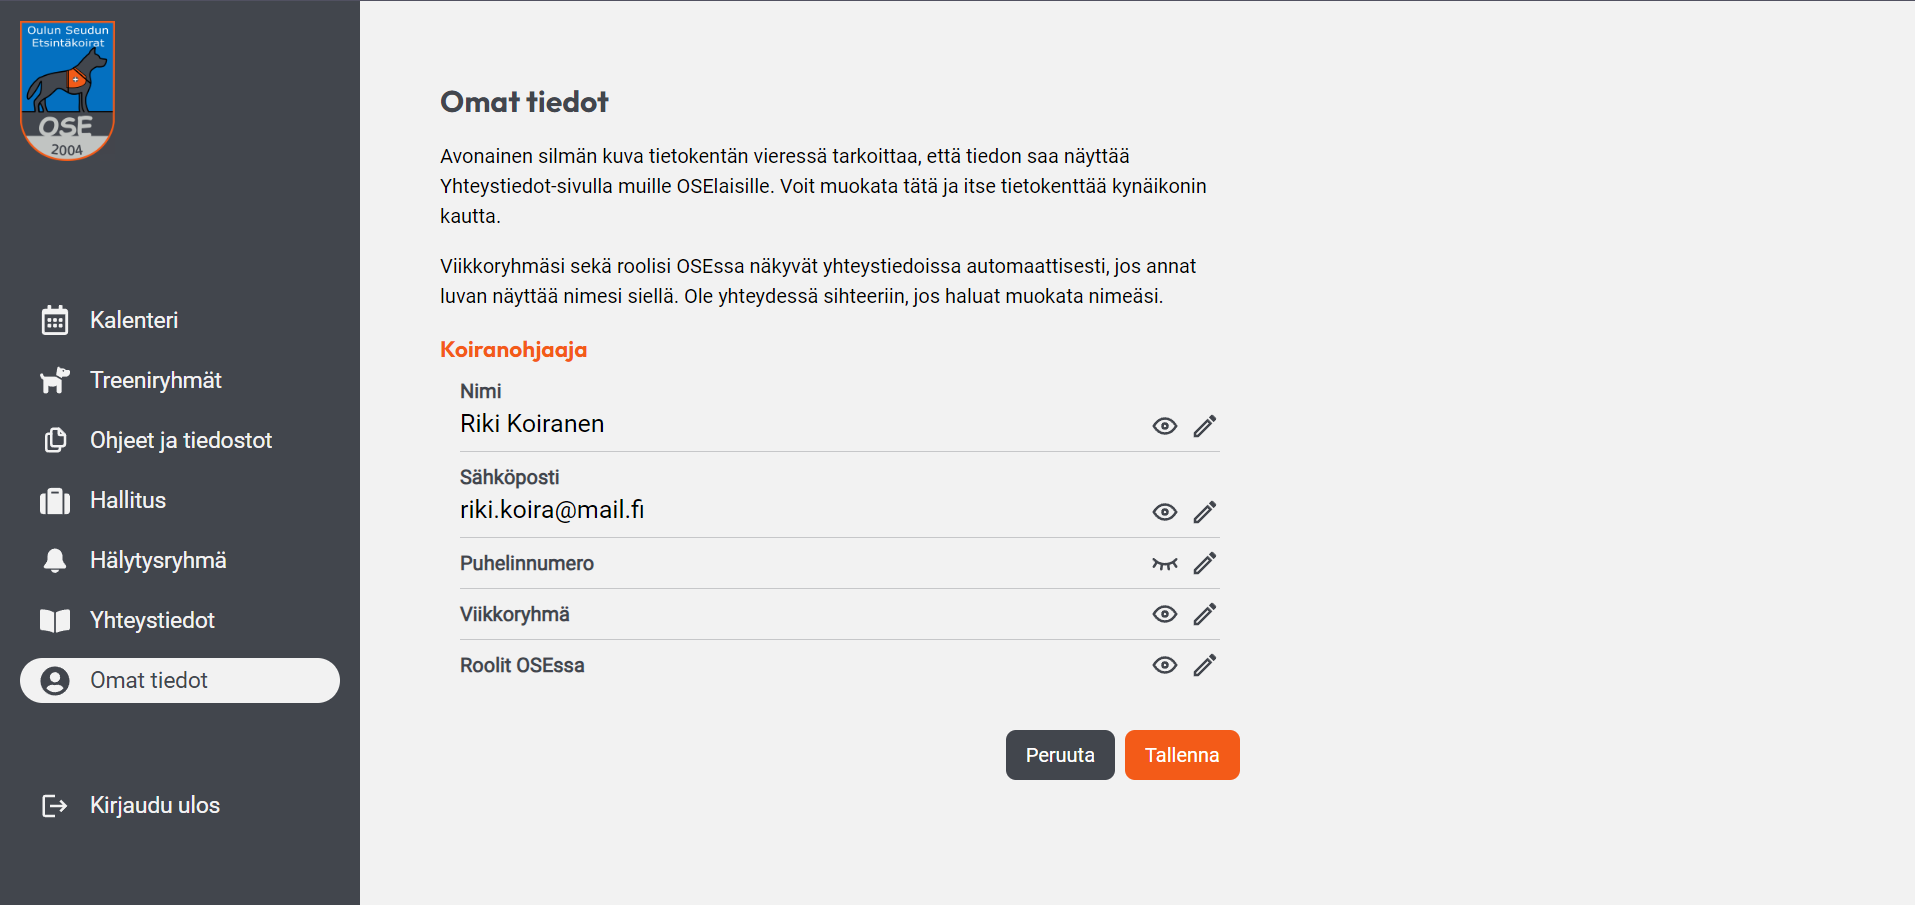 Oulun Seudun
Etsintäkoirat
OSE
2004
Kalenteri
Treeniryhmät
Ohjeet ja tiedostot
Hallitus
Hälytysryhmä
Yhteystiedot
Omat tiedot
Kirjaudu ulos
Omat tiedot
Avonainen silmän kuva tietokentän vieressä tarkoittaa, että tiedon saa näyttää
Yhteystiedot-sivulla muille OSElaisille. Voit muokata tätä ja itse tietokenttää kynäikonin
kautta.
Viikkoryhmäsi sekä roolisi OSEssa näkyvät yhteystiedoissa automaattisesti, jos annat
luvan näyttää nimesi siellä. Ole yhteydessä sihteeriin, jos haluat muokata nimeäsi.
Koiranohjaaja
Nimi
Riki Koiranen
Sähköposti
riki.koira@mail.fi
Puhelinnumero
Viikkoryhmä
Roolit OSEssa
Peruuta
Tallenna